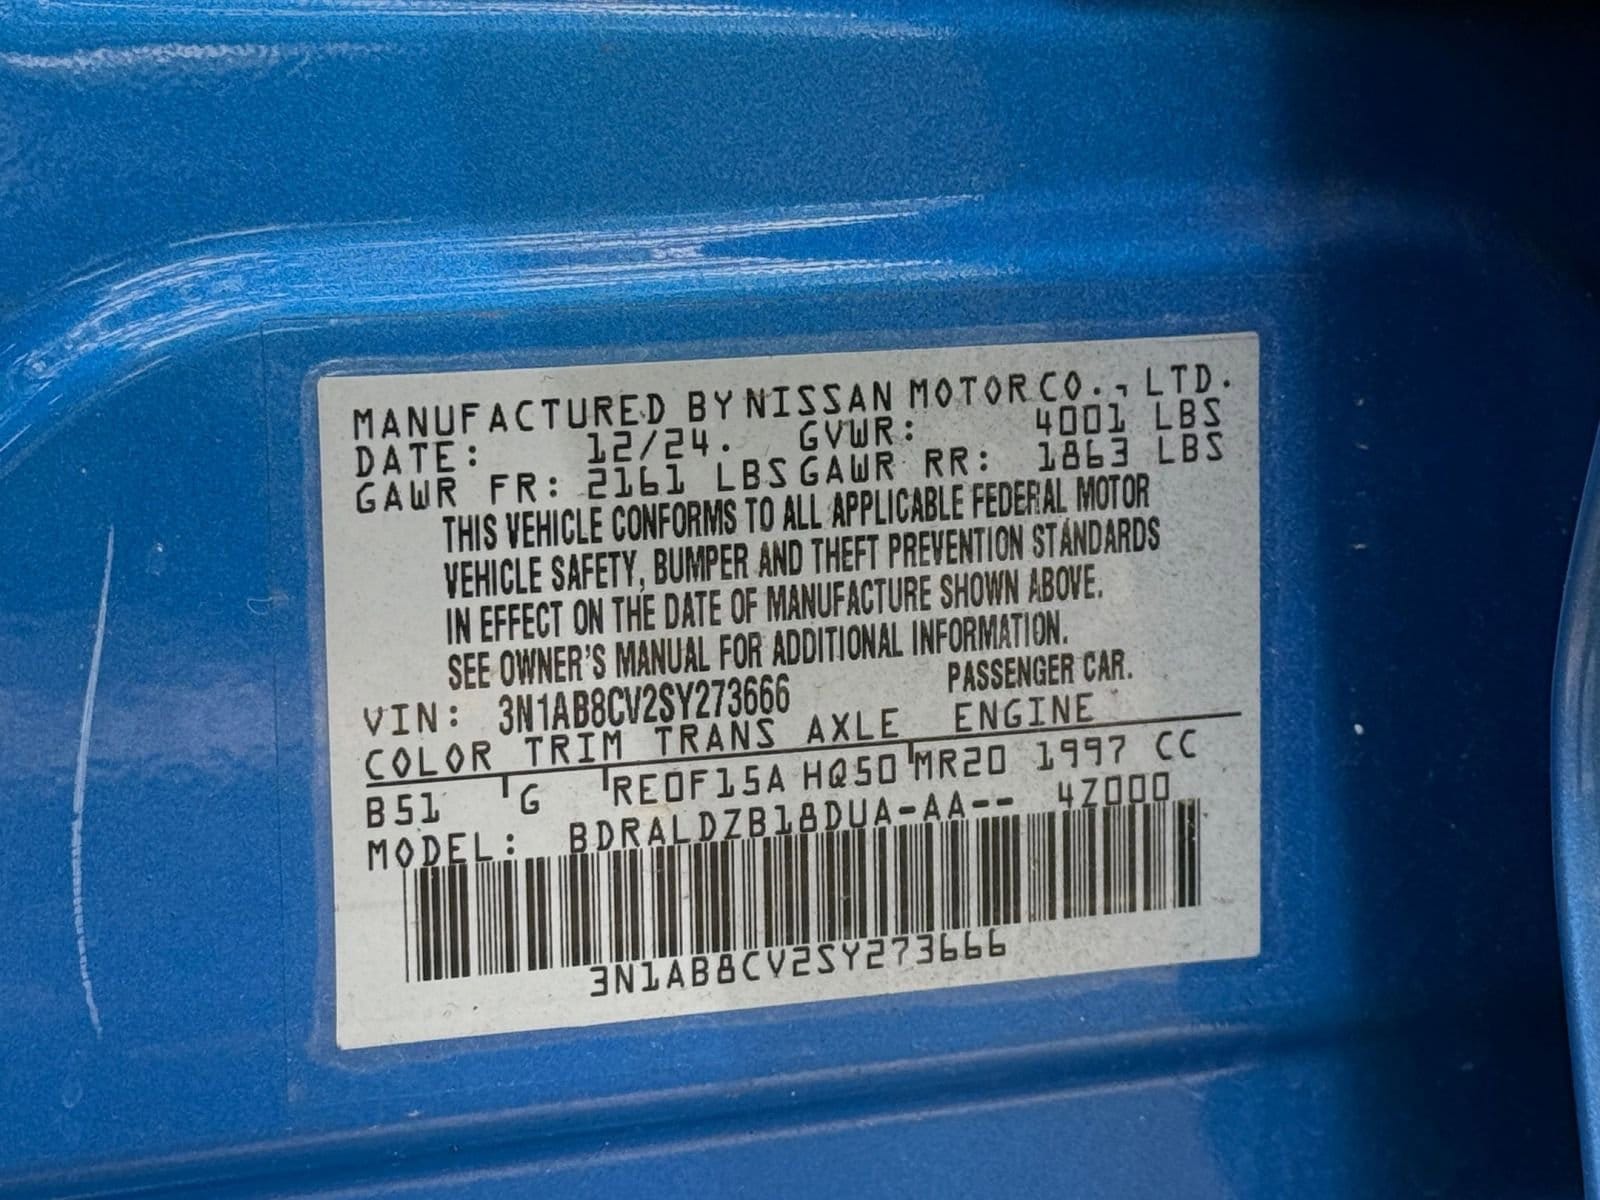 MANUFACTURED BY NISSAN MOTOR CO., LTD.
DATE: 12/24. GVWR: 4001 LBS
GAWR FR: 2161 LBS GAWR RR: 1863 LBS
THIS VEHICLE CONFORMS TO ALL APPLICABLE FEDERAL MOTOR
VEHICLE SAFETY, BUMPER AND THEFT PREVENTION STANDARDS
IN EFFECT ON THE DATE OF MANUFACTURE SHOWN ABOVE.
SEE OWNER'S MANUAL FOR ADDITIONAL INFORMATION.
VIN: 3N1AB8CV2SY273666 PASSENGER CAR.
COLOR TRIM TRANS AXLE ENGINE
B51 G RE0F15A HQ50 MR20 1997 CC
MODEL: BDRALDZB18DUA-AA-- 4Z000
3N1AB8CV2SY273666